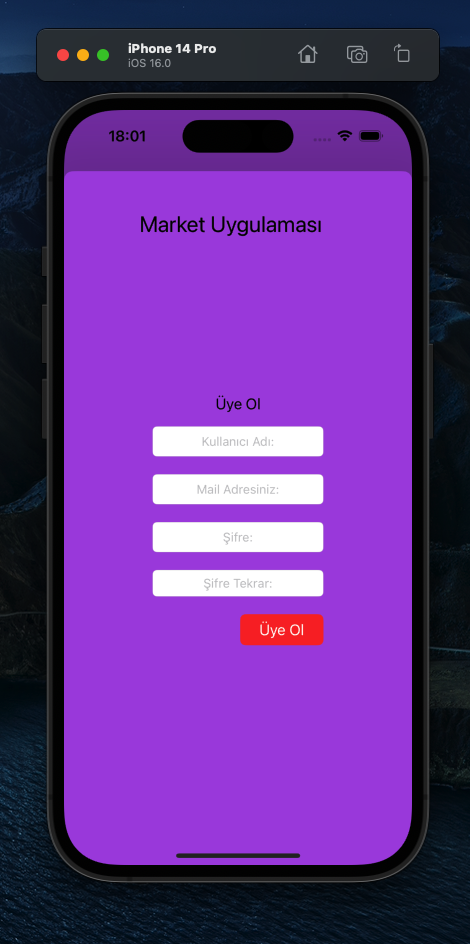 iPhone 14 Pro
iOS 16.0
18:01
Market Uygulaması
Üye Ol
Kullanıcı Adı:
Mail Adresiniz:
Şifre:
Şifre Tekrar:
Üye Ol